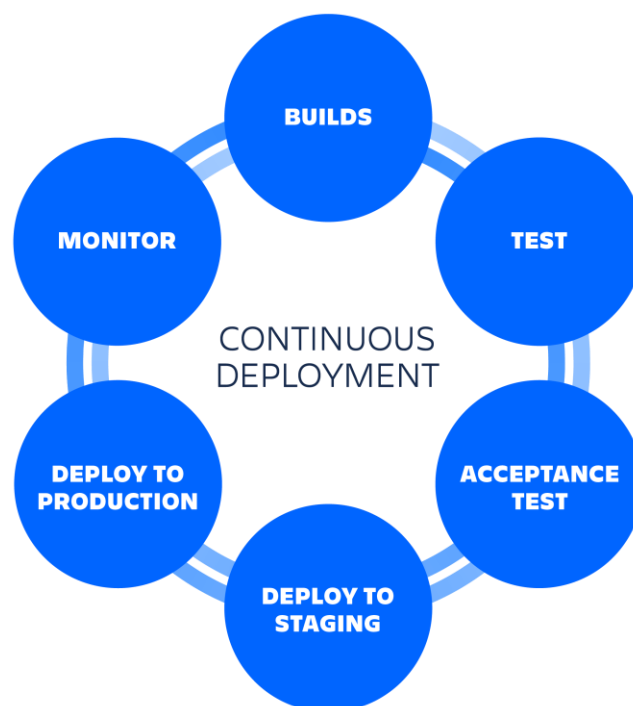 BUILDS
MONITOR
TEST
CONTINUOUS
DEPLOYMENT
DEPLOY TO
PRODUCTION
ACCEPTANCE
TEST
DEPLOY TO
STAGING